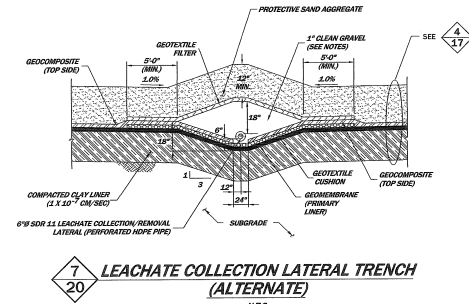 PROTECTIVE SAND AGGREGATE
GEOTEXTILE
FILTER
1" CLEAN GRAVEL
(SEE NOTES)
SEE
4
17
5'-0"
(MIN.)
1.0%
5'-0"
(MIN.)
1.0%
GEOCOMPOSITE
(TOP SIDE)
12"
MIN.
18"
6"
18"
1
3
12"
24"
COMPACTED CLAY LINER
(1 X 10⁻⁷ CM/SEC)
GEOTEXTILE
CUSHION
GEOCOMPOSITE
(TOP SIDE)
GEOMEMBRANE
(PRIMARY
LINER)
6"Ø SDR 11 LEACHATE COLLECTION/REMOVAL
LATERAL (PERFORATED HDPE PIPE)
SUBGRADE
7
20
LEACHATE COLLECTION LATERAL TRENCH
(ALTERNATE)